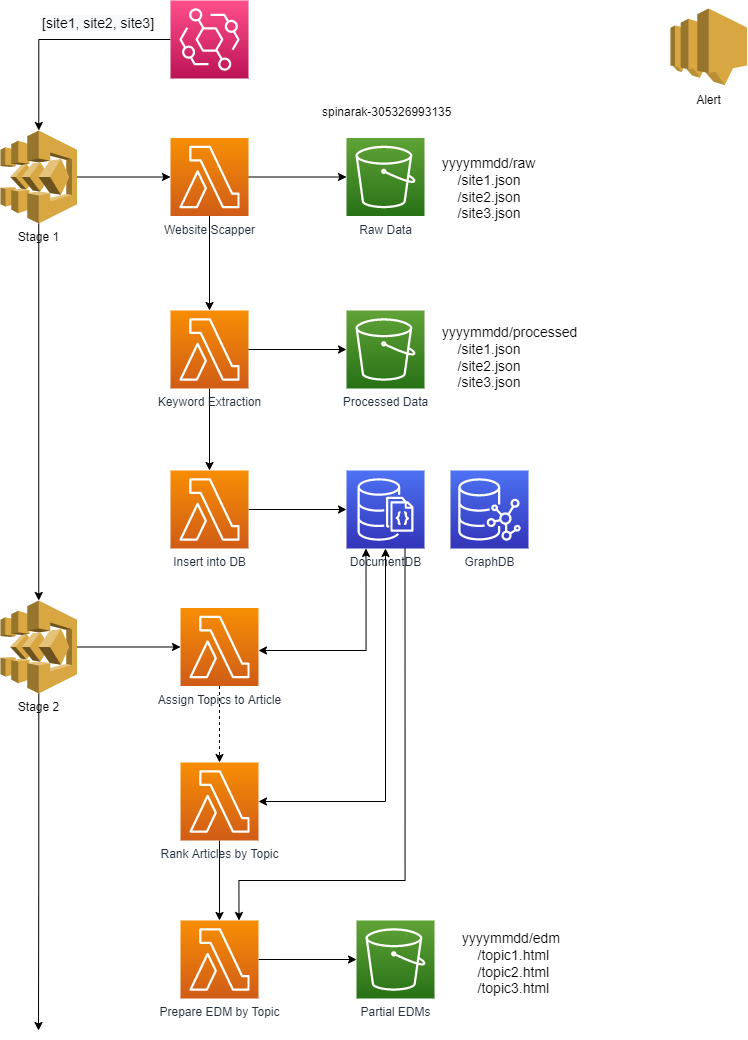 [site1, site2, site3]
Alert
spinarak-305326993135
yyyymmdd/raw
/site1.json
/site2.json
/site3.json
Stage 1
Website Scapper
Raw Data
yyyymmdd/processed
/site1.json
/site2.json
/site3.json
Keyword Extraction
Processed Data
Insert into DB
DocumentDB
GraphDB
Stage 2
Assign Topics to Article
Rank Articles by Topic
yyyymmdd/edm
/topic1.html
/topic2.html
/topic3.html
Prepare EDM by Topic
Partial EDMs